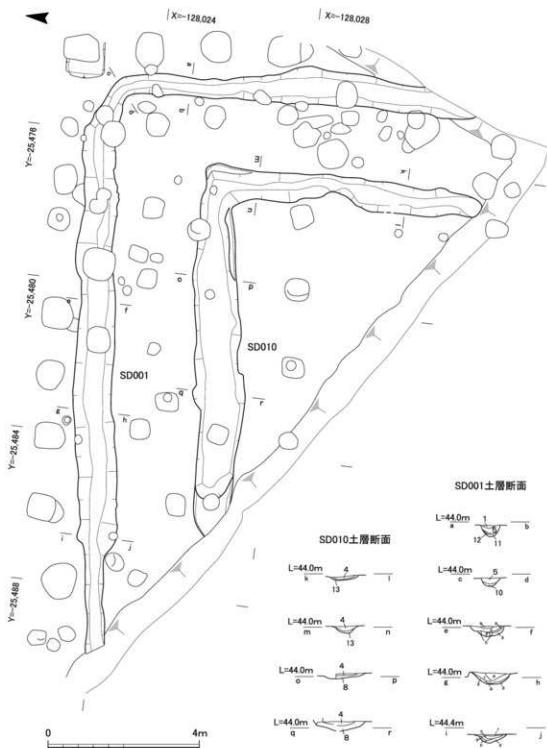 X=-128,024
X=-128,028
Y=-25,476
Y=-25,480
Y=-25,484
Y=-25,488
SD001
SD010
a
b
c
d
e
f
g
h
i
j
k
l
m
n
o
p
q
r
SD010土層断面
L=44.0m
4
k
l
13
L=44.0m
4
m
n
13
L=44.0m
4
o
p
8
L=44.0m
4
q
r
8
SD001土層断面
L=44.0m
1
a
b
12
11
L=44.0m
5
c
d
10
L=44.0m
e
f
L=44.0m
g
h
L=44.4m
i
j
0
4m